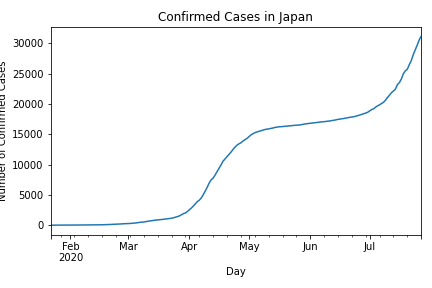 Confirmed Cases in Japan
Number of Confirmed Cases
30000
25000
20000
15000
10000
5000
0
Feb
2020
Mar
Apr
May
Jun
Jul
Day